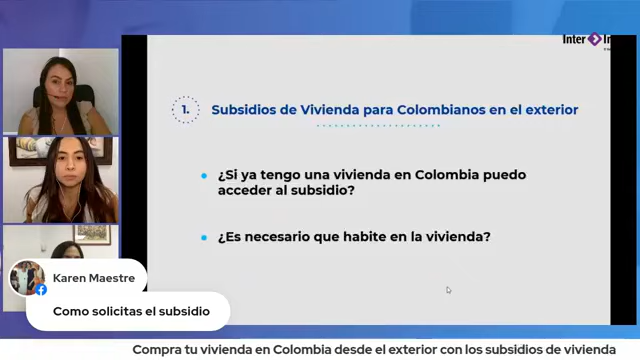 Inter
1.
Subsidios de Vivienda para Colombianos en el exterior
¿Si ya tengo una vivienda en Colombia puedo
acceder al subsidio?
¿Es necesario que habite en la vivienda?
Karen Maestre
Como solicitas el subsidio
Compra tu vivienda en Colombia desde el exterior con los subsidios de vivienda